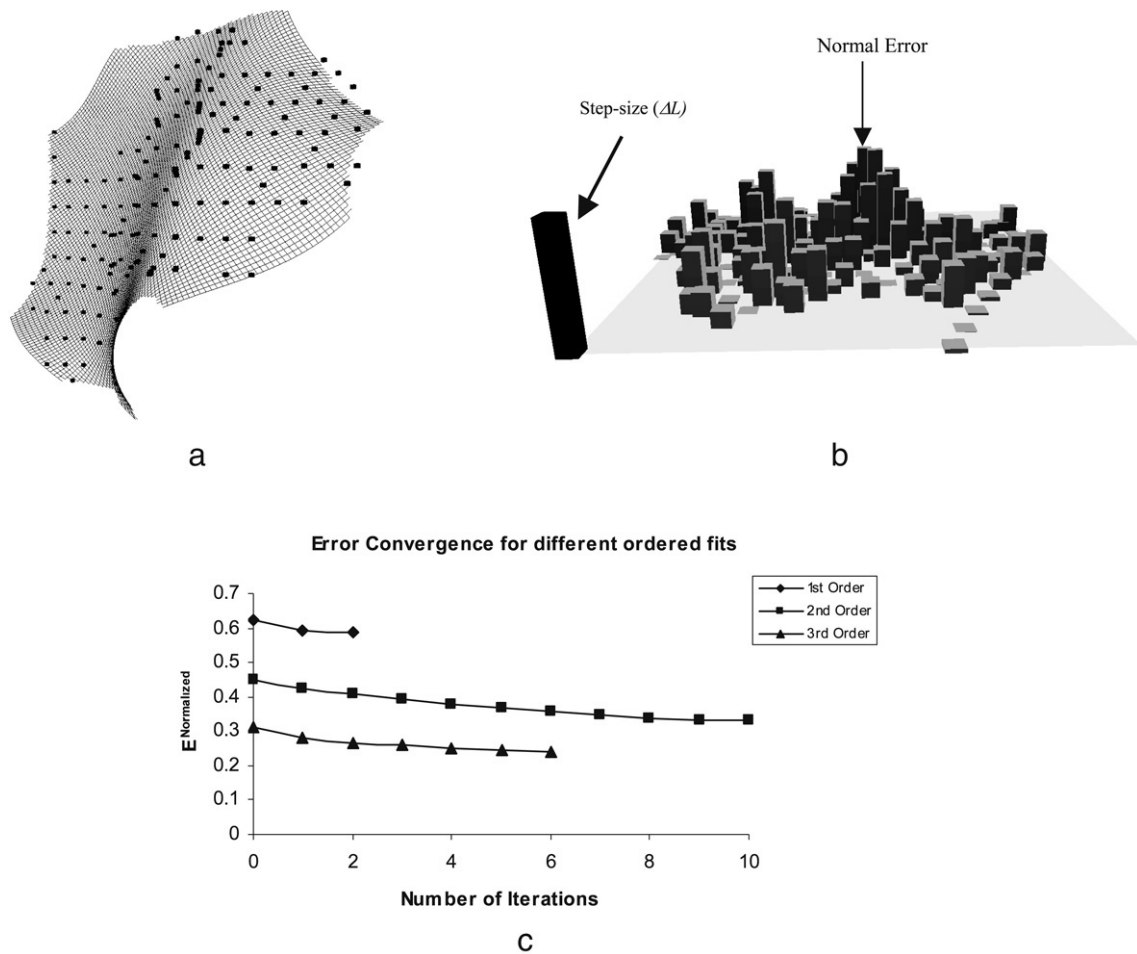 Normal Error
Step-size (ΔL)
a
b
Error Convergence for different ordered fits
0.7
0.6
0.5
0.4
0.3
0.2
0.1
0
E^Normalized
0 2 4 6 8 10
Number of Iterations
1st Order
2nd Order
3rd Order
c